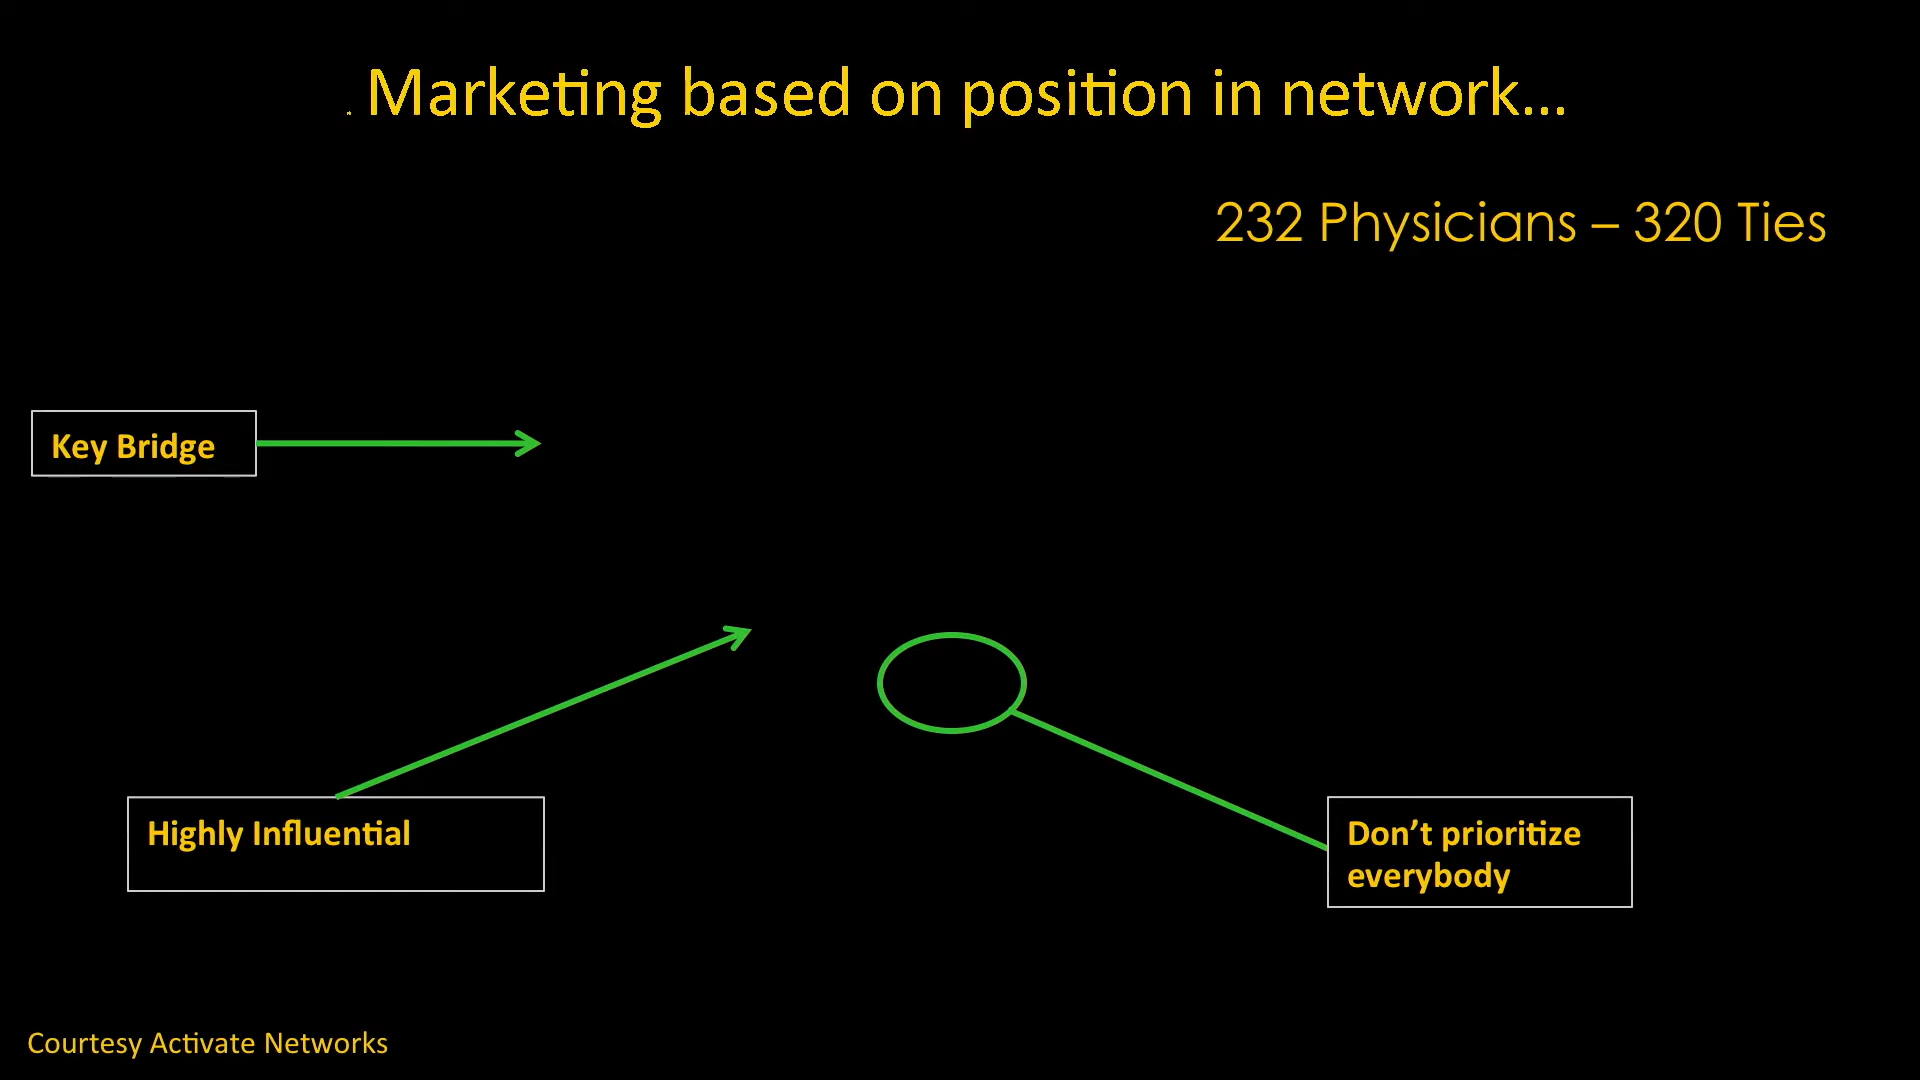 . Marketing based on position in network...
232 Physicians – 320 Ties
Key Bridge
Highly Influential
Don’t prioritize
everybody
Courtesy Activate Networks